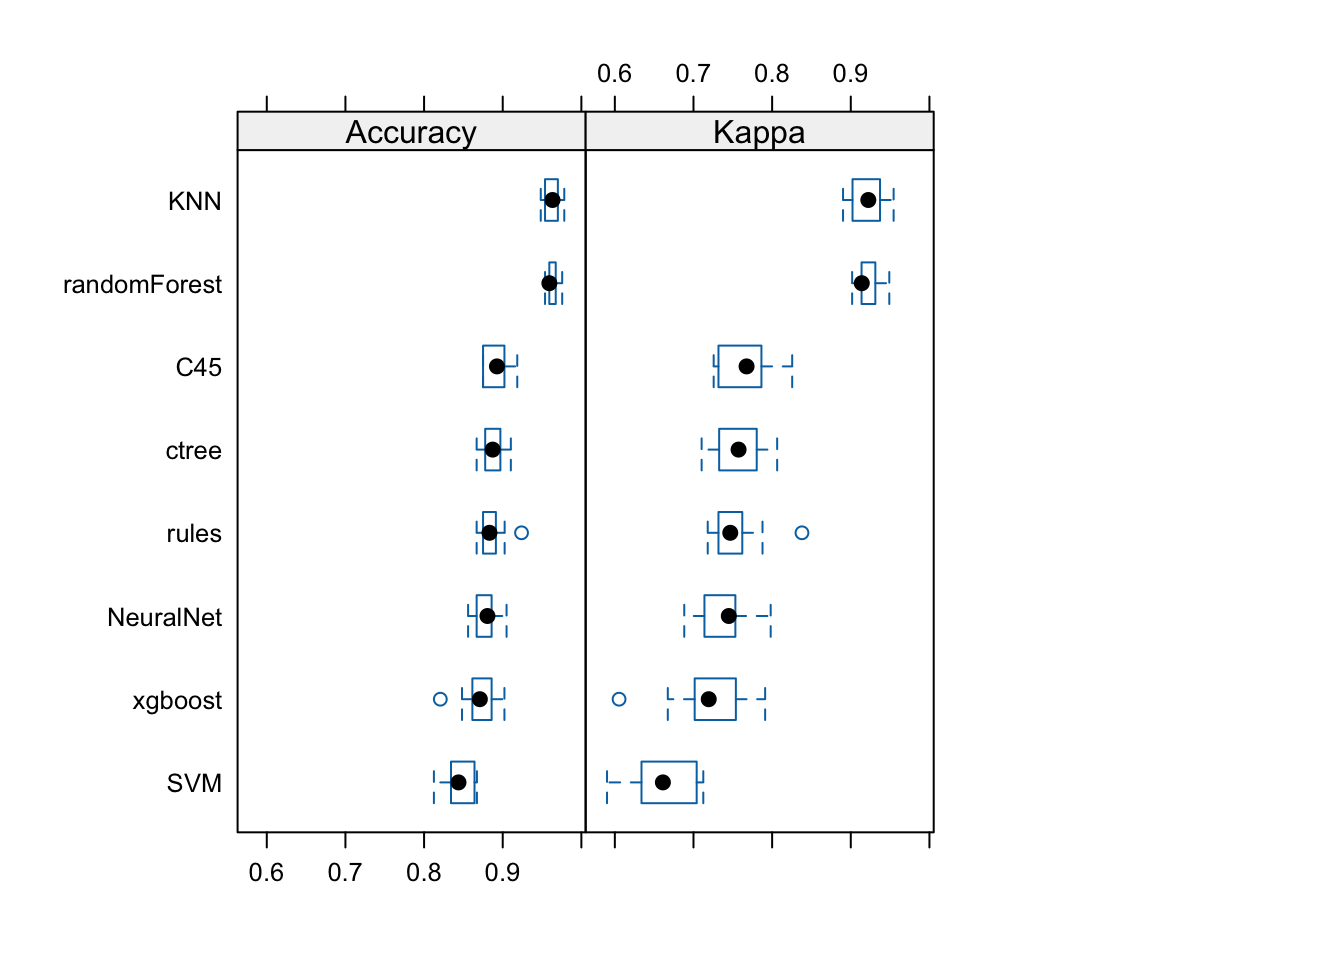 0.6 0.7 0.8 0.9
Accuracy Kappa
KNN
randomForest
C45
ctree
rules
NeuralNet
xgboost
SVM
0.6 0.7 0.8 0.9